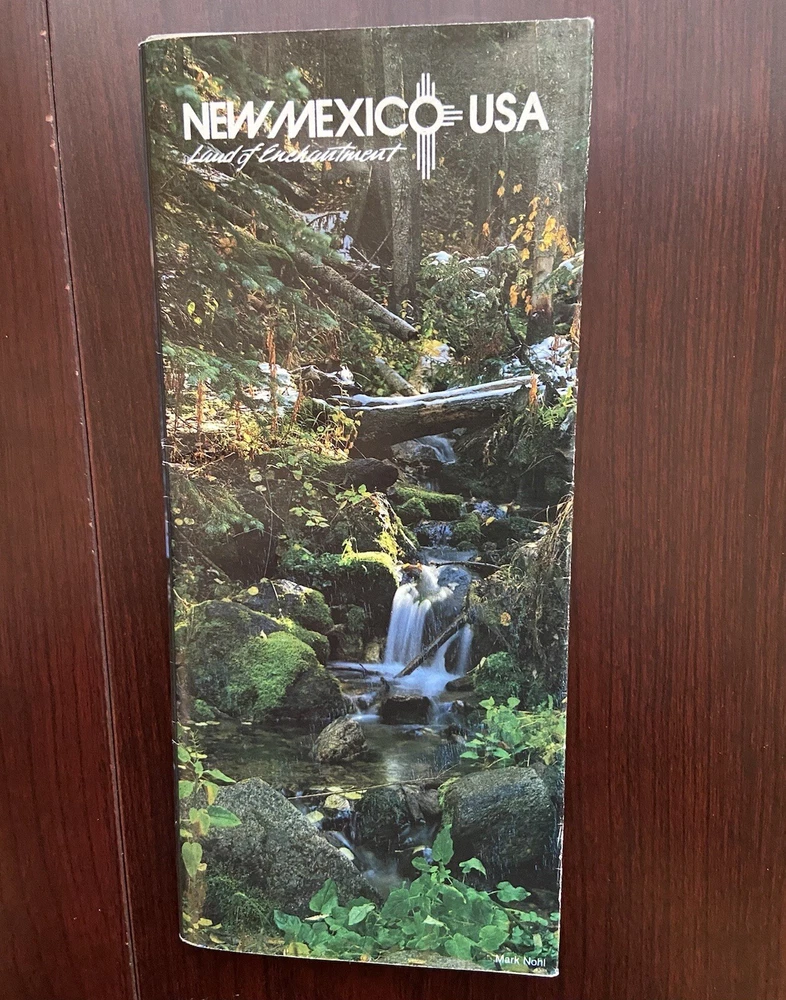 NEW MEXICO USA
Land of Enchantment
Mark Nohl